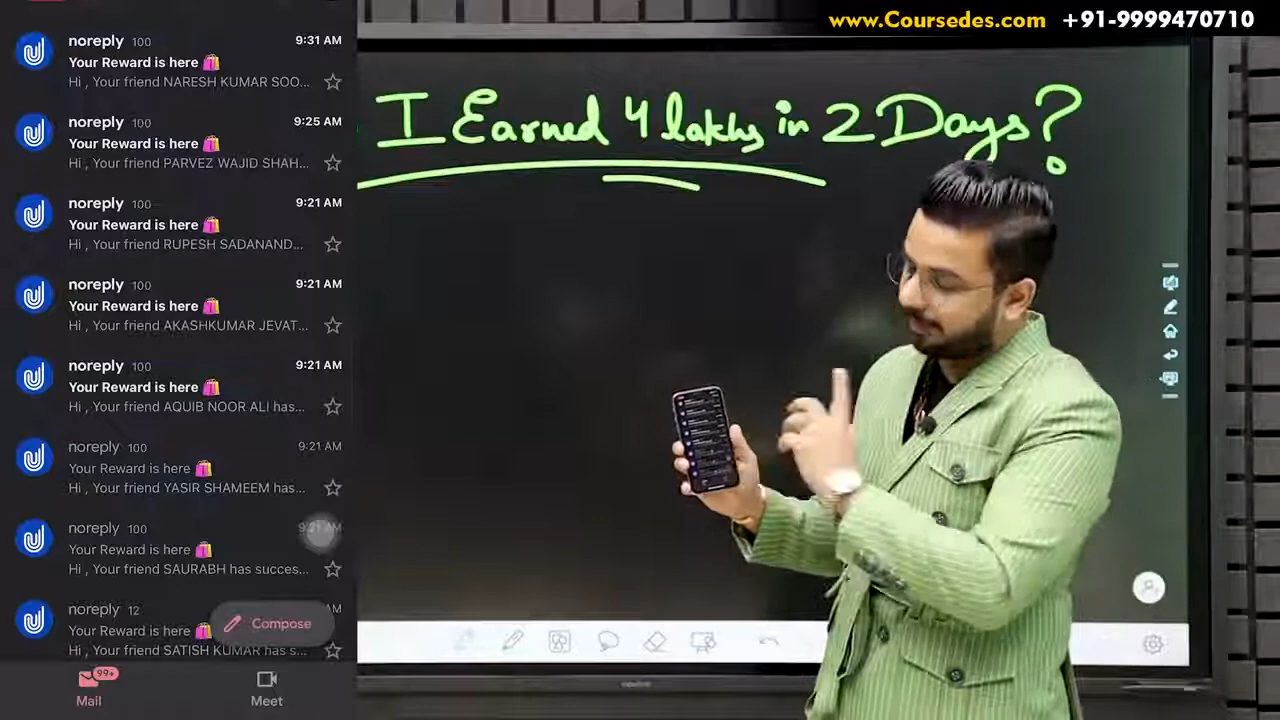 www.Coursedes.com +91-9999470710
noreply 100 9:31 AM
Your Reward is here 🛍️
Hi , Your friend NARESH KUMAR SOO...
noreply 100 9:25 AM
Your Reward is here 🛍️
Hi , Your friend PARVEZ WAJID SHAH...
noreply 100 9:21 AM
Your Reward is here 🛍️
Hi , Your friend RUPESH SADANAND...
noreply 100 9:21 AM
Your Reward is here 🛍️
Hi , Your friend AKASHKUMAR JEVAT...
noreply 100 9:21 AM
Your Reward is here 🛍️
Hi , Your friend AQUIB NOOR ALI has...
noreply 100 9:21 AM
Your Reward is here 🛍️
Hi , Your friend YASIR SHAMEEM has...
noreply 100 9:21 AM
Your Reward is here 🛍️
Hi , Your friend SAURABH has succes...
noreply 12 AM
Your Reward is here 🛍️
Hi , Your friend SATISH KUMAR has s...
Compose
99+
Mail Meet
I Earned 4 lakhs in 2 Days?